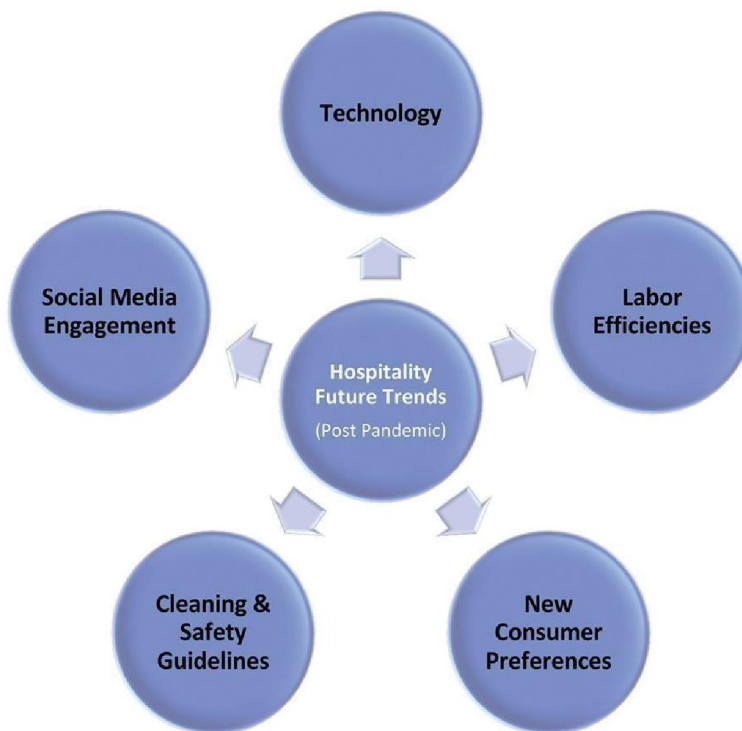 Technology
Social Media
Engagement
Labor
Efficiencies
Hospitality
Future Trends
(Post Pandemic)
Cleaning &
Safety
Guidelines
New
Consumer
Preferences